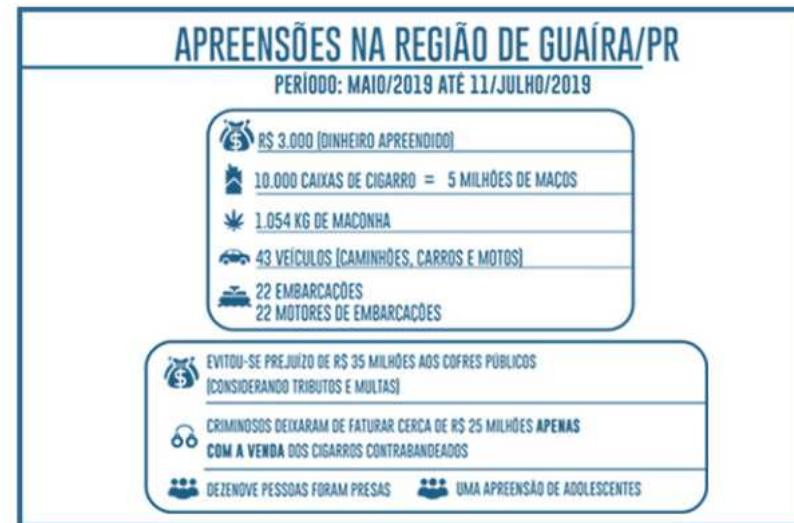 APREENSÕES NA REGIÃO DE GUAÍRA/PR
PERÍODO: MAIO/2019 ATÉ 11/JULHO/2019
R$ 3.000 (DINHEIRO APREENDIDO)
10.000 CAIXAS DE CIGARRO = 5 MILHÕES DE MAÇOS
1.054 KG DE MACONHA
43 VEÍCULOS (CAMINHÕES, CARROS E MOTOS)
22 EMBARCAÇÕES
22 MOTORES DE EMBARCAÇÕES
EVITOU-SE PREJUÍZO DE R$ 35 MILHÕES AOS COFRES PÚBLICOS
(CONSIDERANDO TRIBUTOS E MULTAS)
CRIMINOSOS DEIXARAM DE FATURAR CERCA DE R$ 25 MILHÕES APENAS
COM A VENDA DOS CIGARROS CONTRABANDEADOS
DEZENOVE PESSOAS FORAM PRESAS UMA APREENSÃO DE ADOLESCENTES